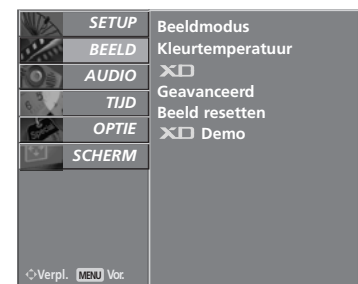 SETUP
BEELD
AUDIO
TIJD
OPTIE
SCHERM
Beeldmodus
Kleurtemperatuur
XD
Geavanceerd
Beeld resetten
XD Demo
Verpl. MENU Vor.